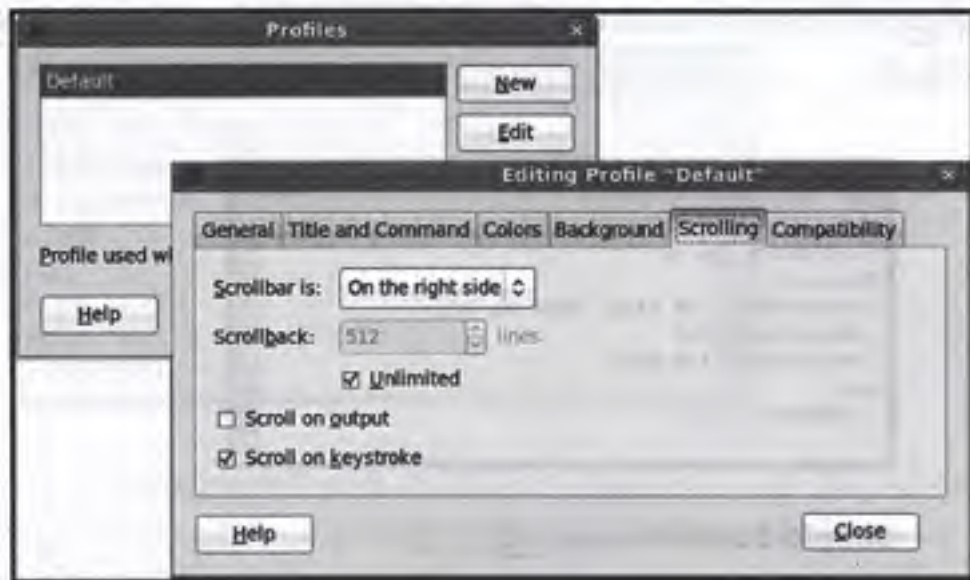 Profiles
Default
New
Edit
Profile used wi
Help
Editing Profile "Default"
General Title and Command Colors Background Scrolling Compatibility
Scrollbar is: On the right side
Scrollback: 512 lines
Unlimited
Scroll on output
Scroll on keystroke
Help
Close